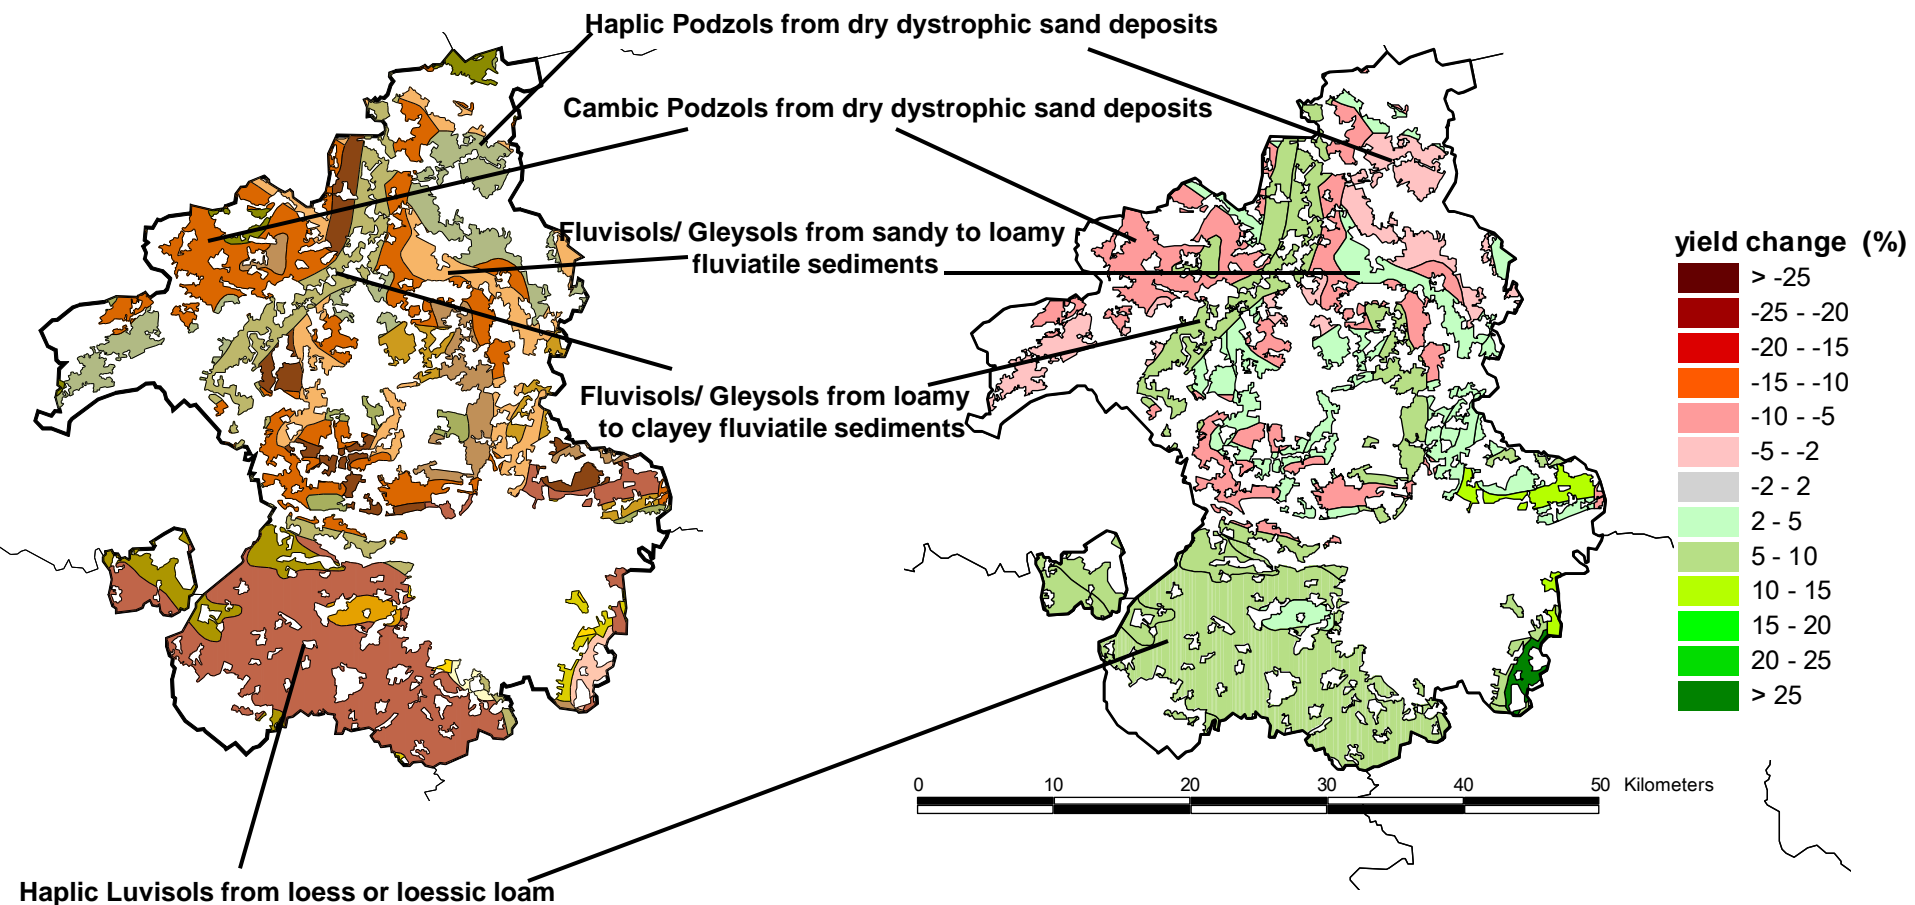 Haplic Podzols from dry dystrophic sand deposits
Cambic Podzols from dry dystrophic sand deposits
Fluvisols/ Gleysols from sandy to loamy
fluviatile sediments
Fluvisols/ Gleysols from loamy
to clayey fluviatile sediments
Haplic Luvisols from loess or loessic loam
yield change (%)
> -25
-25 - -20
-20 - -15
-15 - -10
-10 - -5
-5 - -2
-2 - 2
2 - 5
5 - 10
10 - 15
15 - 20
20 - 25
> 25
0 10 20 30 40 50 Kilometers